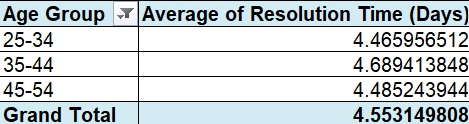 Age Group Average of Resolution Time (Days)
25-34 4.465956512
35-44 4.689413848
45-54 4.485243944
Grand Total 4.553149808